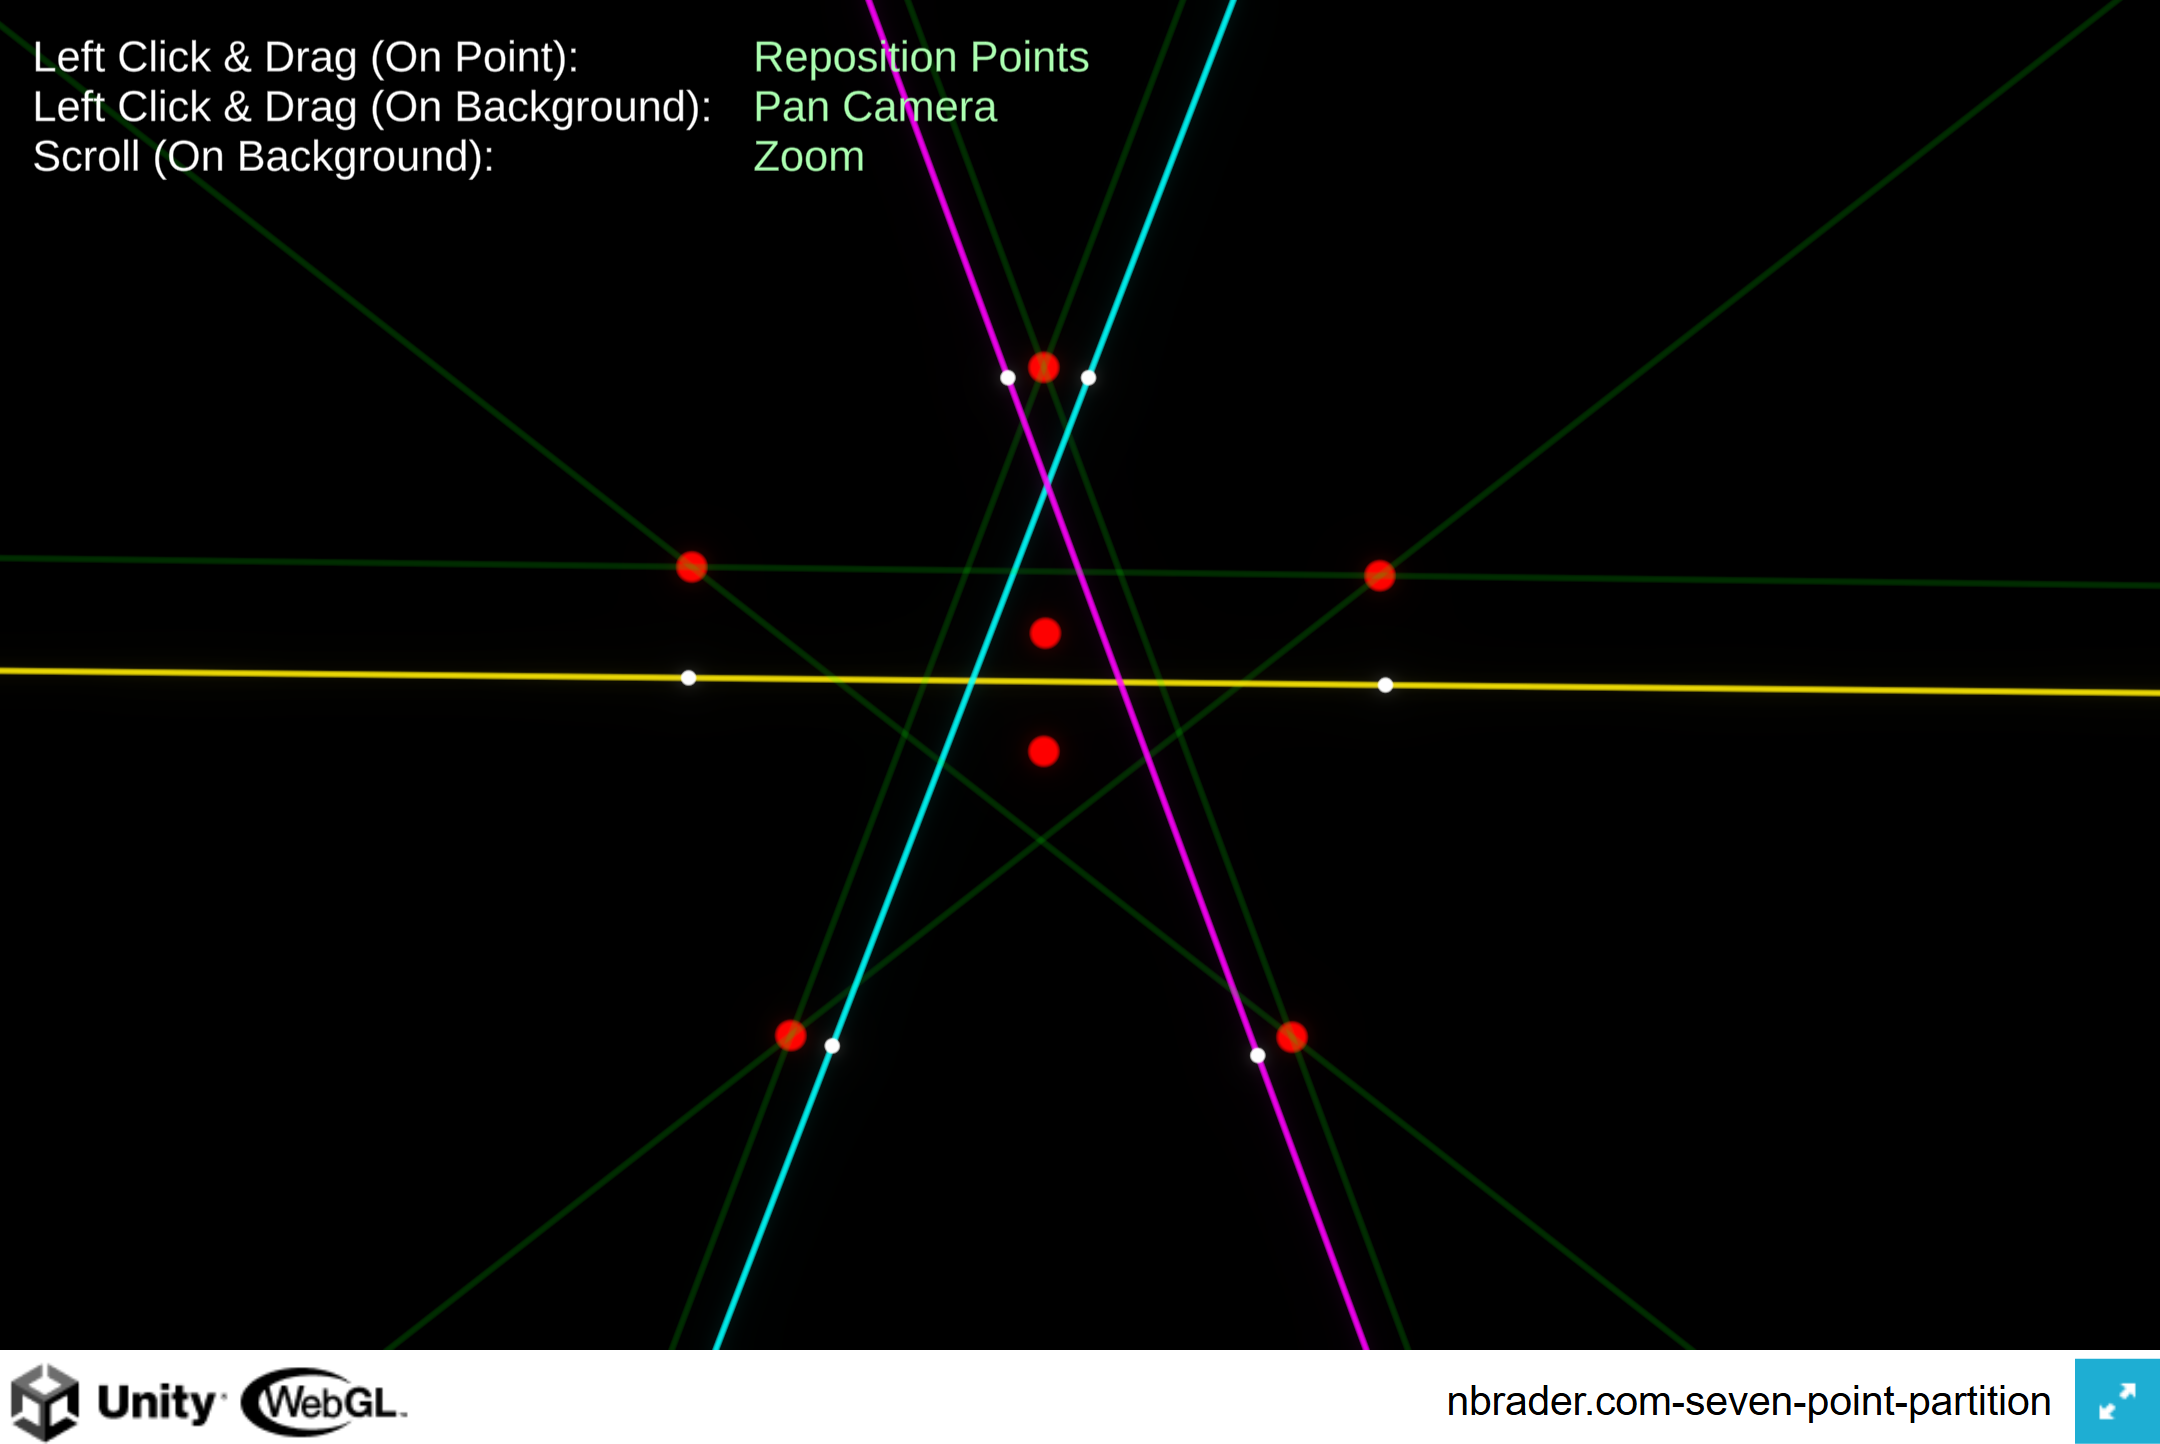 Left Click & Drag (On Point): Reposition Points
Left Click & Drag (On Background): Pan Camera
Scroll (On Background): Zoom
Unity WebGL nbrader.com-seven-point-partition